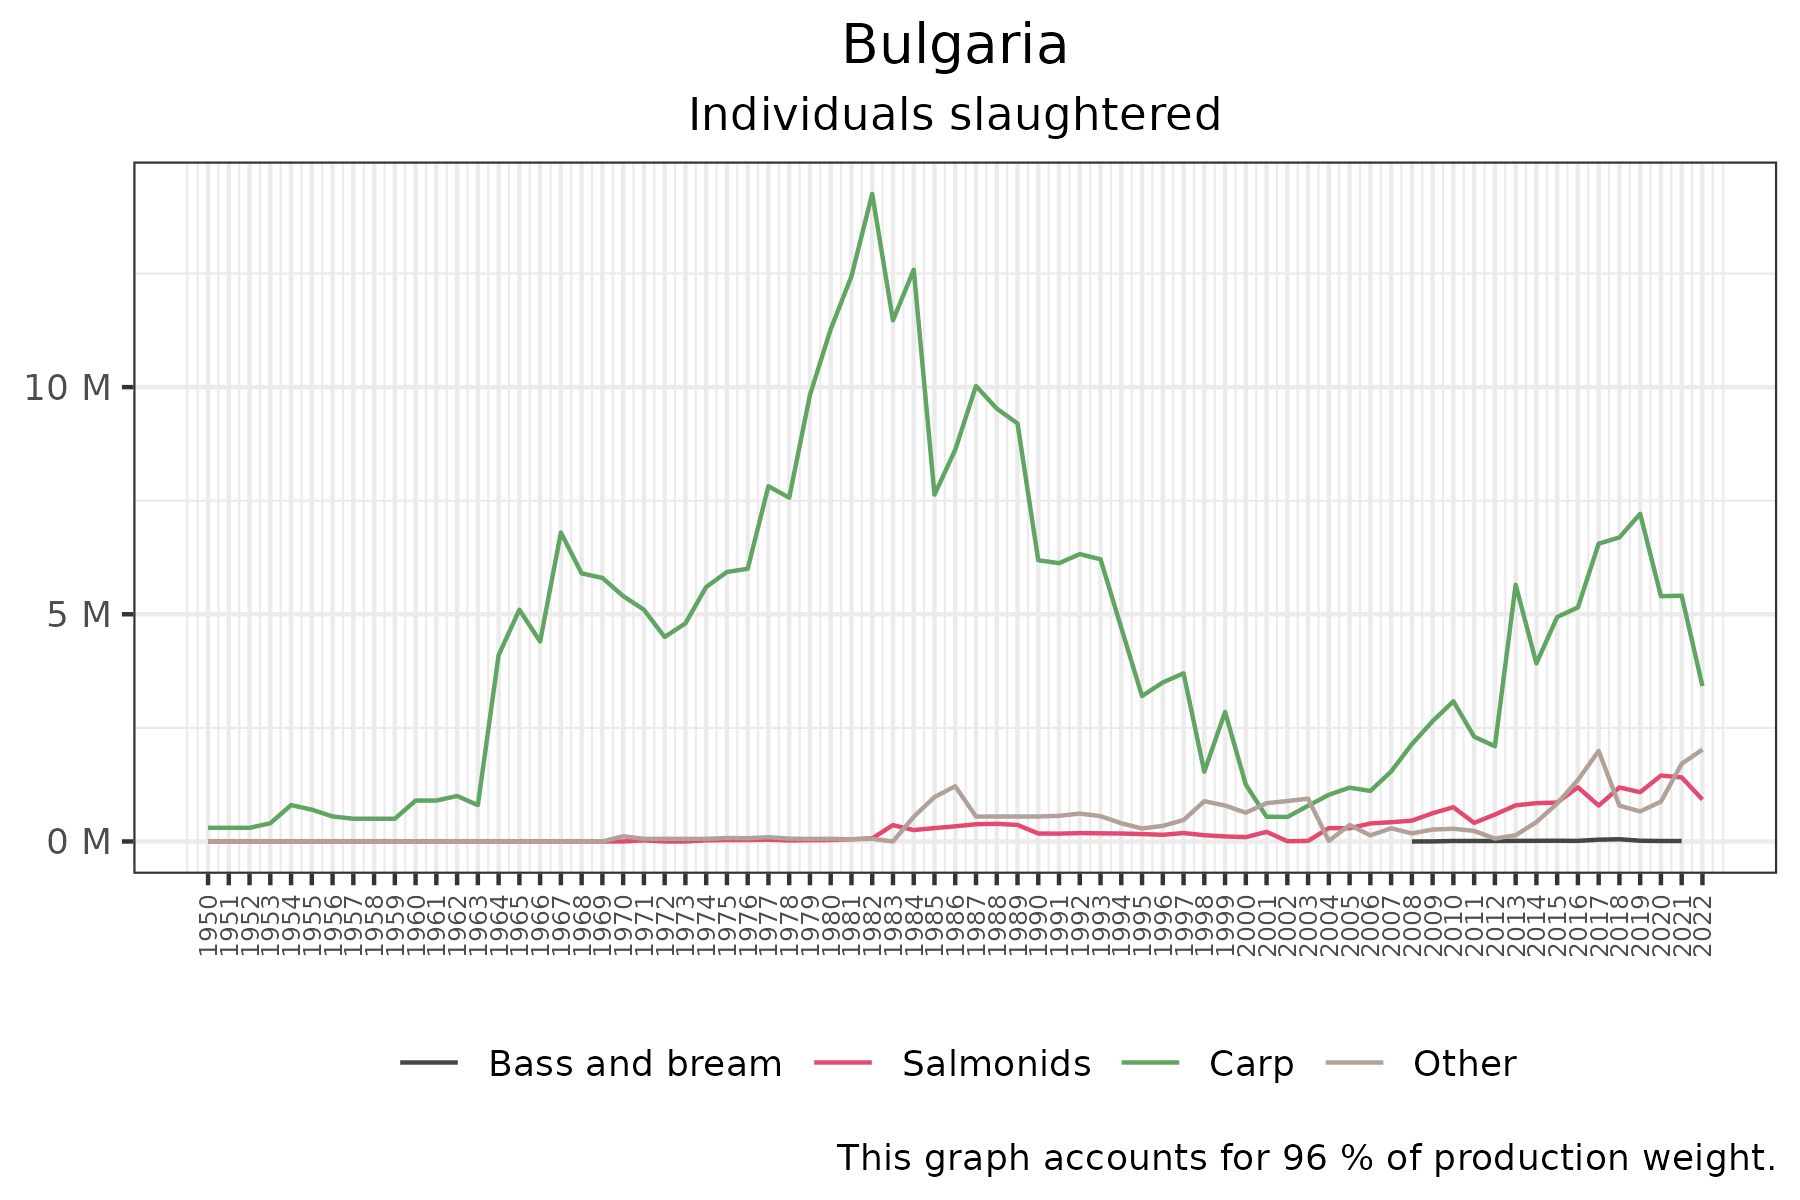 Bulgaria
Individuals slaughtered
10 M
5 M
0 M
1950 1951 1952 1953 1954 1955 1956 1957 1958 1959 1960 1961 1962 1963 1964 1965 1966 1967 1968 1969 1970 1971 1972 1973 1974 1975 1976 1977 1978 1979 1980 1981 1982 1983 1984 1985 1986 1987 1988 1989 1990 1991 1992 1993 1994 1995 1996 1997 1998 1999 2000 2001 2002 2003 2004 2005 2006 2007 2008 2009 2010 2011 2012 2013 2014 2015 2016 2017 2018 2019 2020 2021 2022
Bass and bream Salmonids Carp Other
This graph accounts for 96 % of production weight.